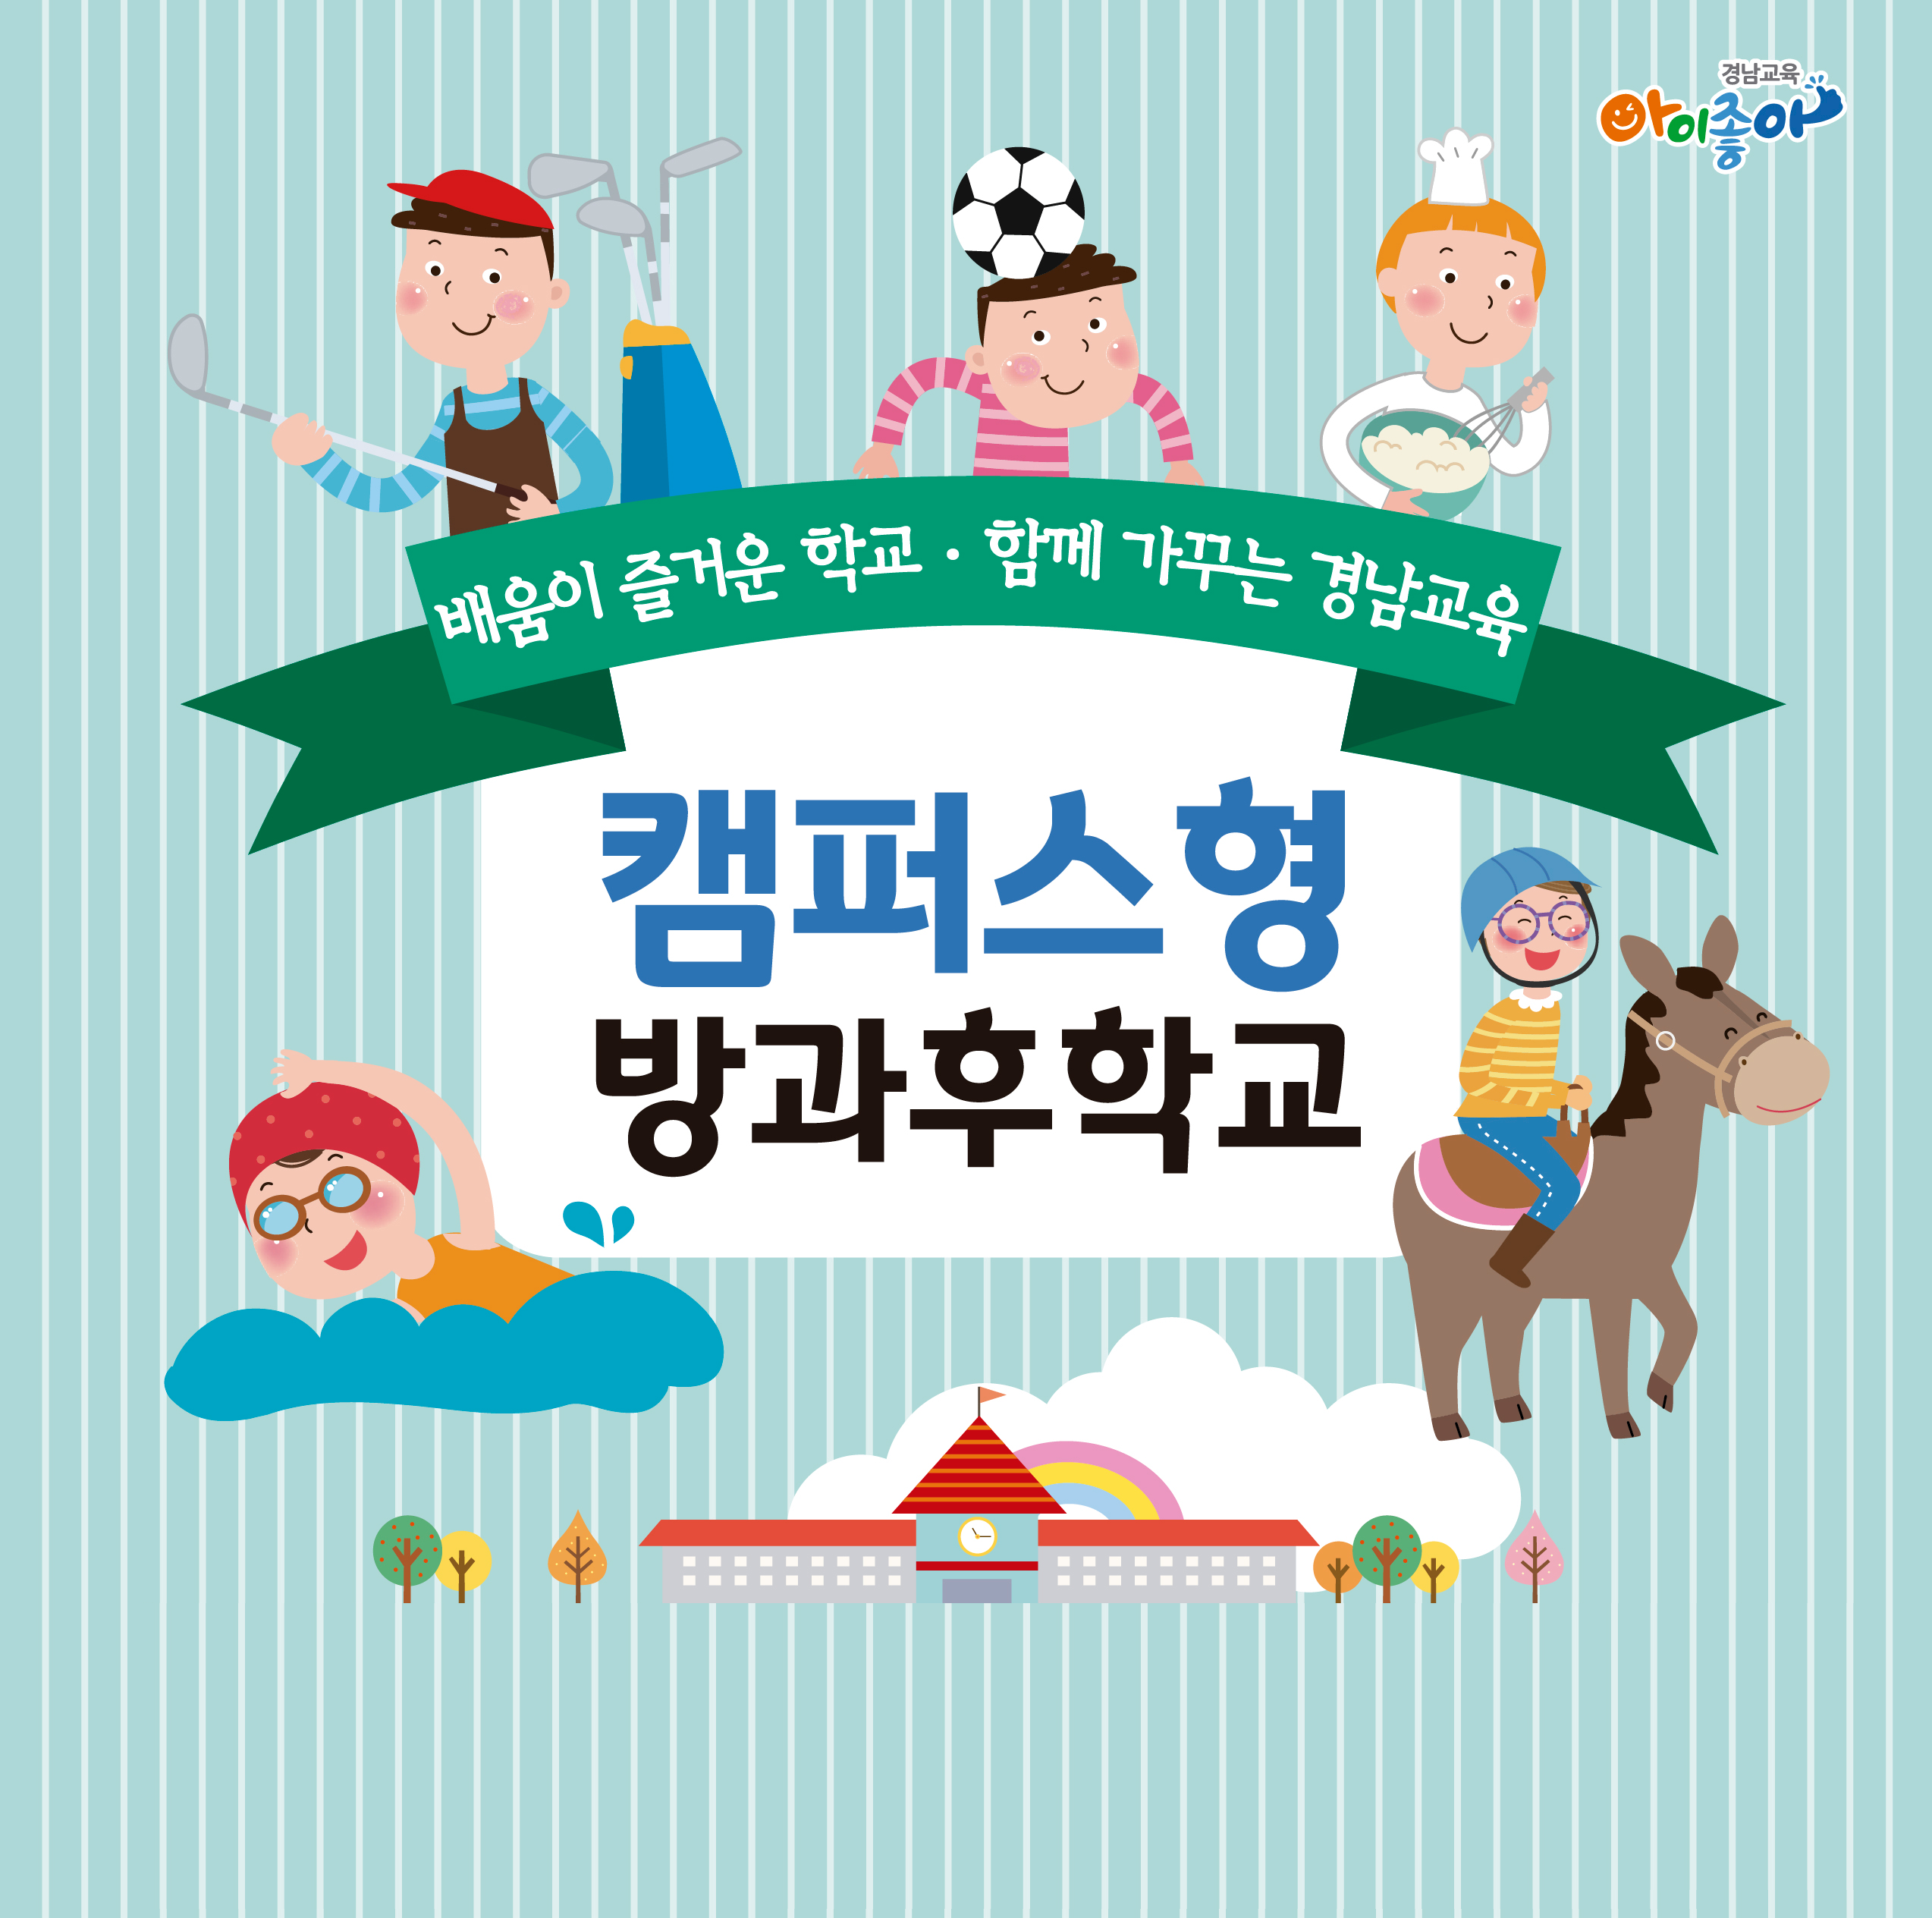 경남교육
아이좋아
배움이 즐거운 학교 · 함께 가꾸는 경남교육
캠퍼스형
방과후학교